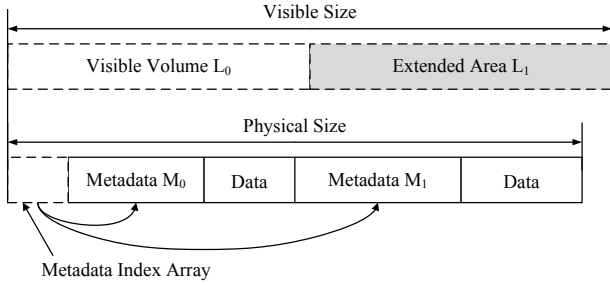 Visible Size
Visible Volume L₀ Extended Area L₁
Physical Size
Metadata M₀ Data Metadata M₁ Data
Metadata Index Array